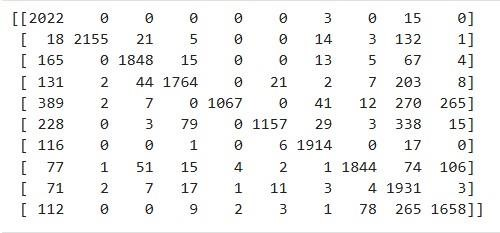 [[2022 0 0 0 0 0 3 0 15 0]
[ 18 2155 21 5 0 0 14 3 132 1]
[ 165 0 1848 15 0 0 13 5 67 4]
[ 131 2 44 1764 0 21 2 7 203 8]
[ 389 2 7 0 1067 0 41 12 270 265]
[ 228 0 3 79 0 1157 29 3 338 15]
[ 116 0 0 1 0 6 1914 0 17 0]
[ 77 1 51 15 4 2 1 1844 74 106]
[ 71 2 7 17 1 11 3 4 1931 3]
[ 112 0 0 9 2 3 1 78 265 1658]]